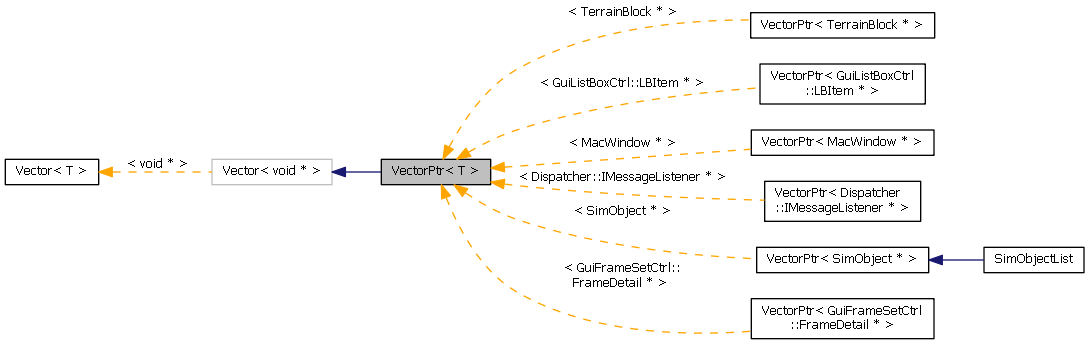 < TerrainBlock * >
VectorPtr< TerrainBlock * >
VectorPtr< GuiListBoxCtrl
::LBItem * >
< GuiListBoxCtrl::LBItem * >
< MacWindow * >
VectorPtr< MacWindow * >
Vector< T >
< void * >
Vector< void * >
VectorPtr< T >
< Dispatcher::IMessageListener * >
VectorPtr< Dispatcher
::IMessageListener * >
< SimObject * >
VectorPtr< SimObject * >
SimObjectList
< GuiFrameSetCtrl::
FrameDetail * >
VectorPtr< GuiFrameSetCtrl
::FrameDetail * >